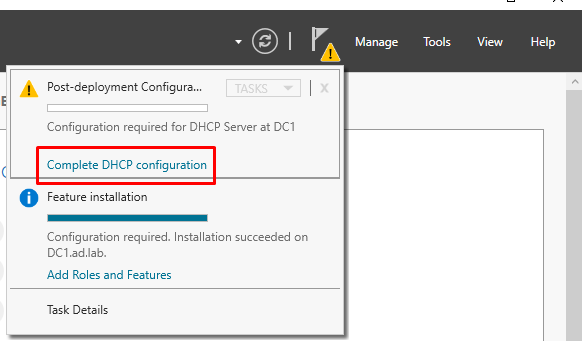 Manage Tools View Help
Post-deployment Configura...
TASKS
X
Configuration required for DHCP Server at DC1
Complete DHCP configuration
Feature installation
Configuration required. Installation succeeded on
DC1.ad.lab.
Add Roles and Features
Task Details